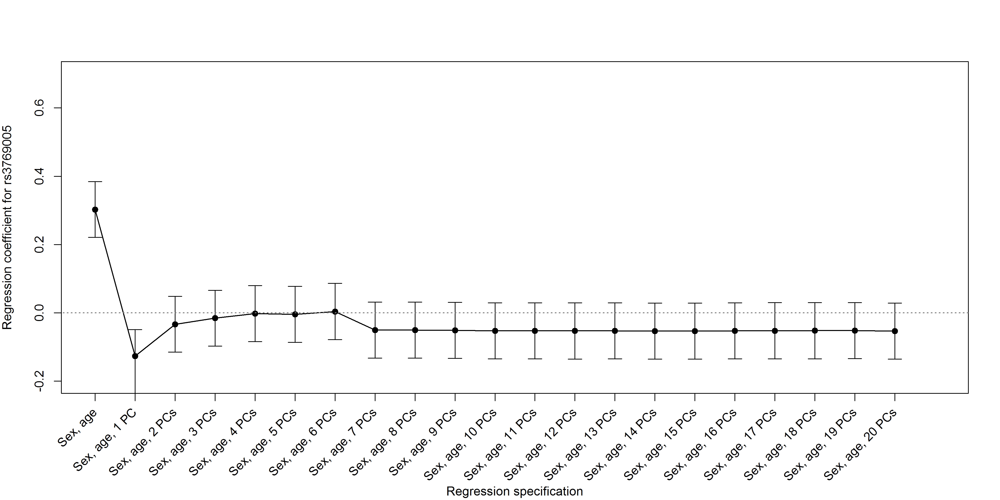 Regression coefficient for rs3769005
0.6
0.4
0.2
0.0
-0.2
Sex, age
Sex, age, 1 PC
Sex, age, 2 PCs
Sex, age, 3 PCs
Sex, age, 4 PCs
Sex, age, 5 PCs
Sex, age, 6 PCs
Sex, age, 7 PCs
Sex, age, 8 PCs
Sex, age, 9 PCs
Sex, age, 10 PCs
Sex, age, 11 PCs
Sex, age, 12 PCs
Sex, age, 13 PCs
Sex, age, 14 PCs
Sex, age, 15 PCs
Sex, age, 16 PCs
Sex, age, 17 PCs
Sex, age, 18 PCs
Sex, age, 19 PCs
Sex, age, 20 PCs
Regression specification